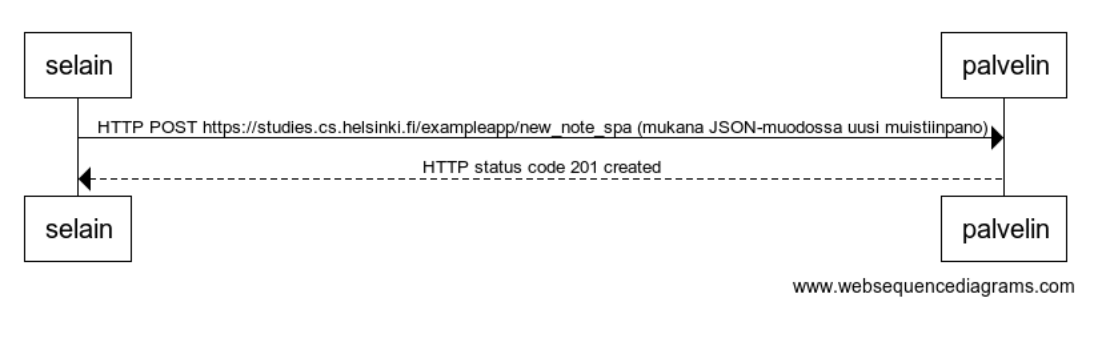 selain
palvelin
HTTP POST https://studies.cs.helsinki.fi/exampleapp/new_note_spa (mukana JSON-muodossa uusi muistiinpano)
HTTP status code 201 created
selain
palvelin
www.websequencediagrams.com